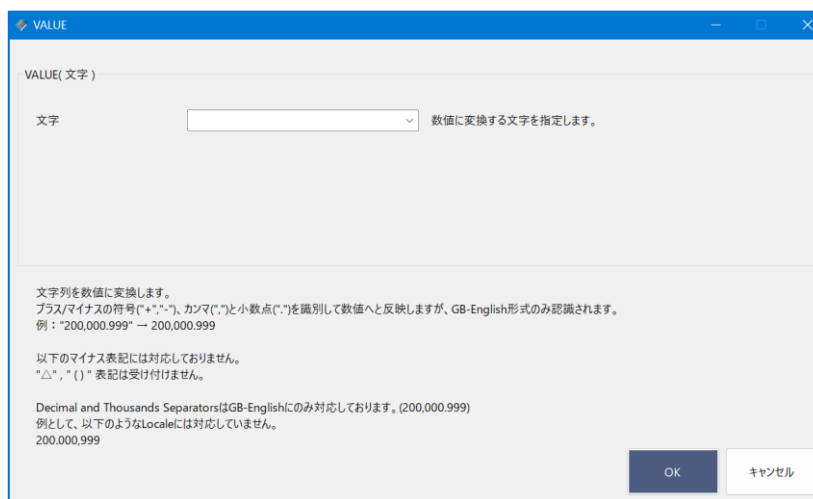 VALUE
VALUE( 文字 )
文字
数値に変換する文字を指定します。
文字列を数値に変換します。
プラス/マイナスの符号("+","-")、カンマ(",")と小数点(".")を識別して数値へと反映しますが、GB-English形式のみ認識されます。
例："200,000.999" → 200,000.999
以下のマイナス表記には対応しておりません。
"△" , " ( ) " 表記は受け付けません。
Decimal and Thousands SeparatorsはGB-Englishにのみ対応しております。(200,000.999)
例として、以下のようなLocaleには対応していません。
200.000,999
OK
キャンセル